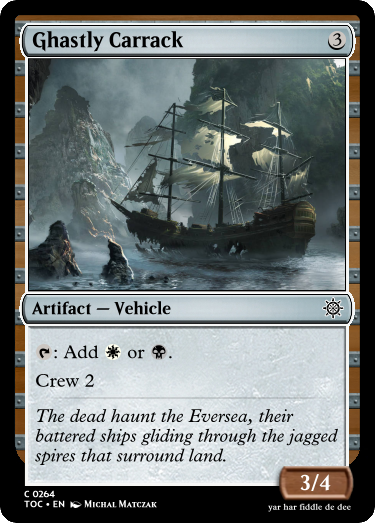 Ghastly Carrack 3
Artifact — Vehicle
: Add or .
Crew 2
The dead haunt the Eversea, their
battered ships gliding through the jagged
spires that surround land.
3/4
C 0264
TOC • EN Michal Matczak
yar har fiddle de dee